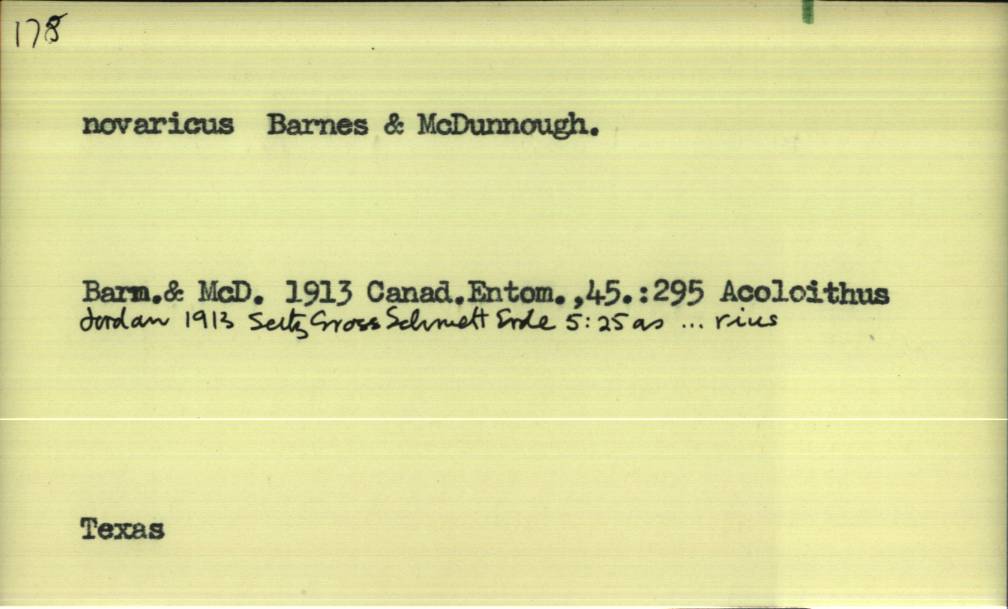 178
novaricus Barnes & McDunnough.
Barn.& McD. 1913 Canad.Entom.,45.:295 Acoloithus
Jordan 1913 Seitz Gross Schmett Erde 5:25 as ... rius
Texas